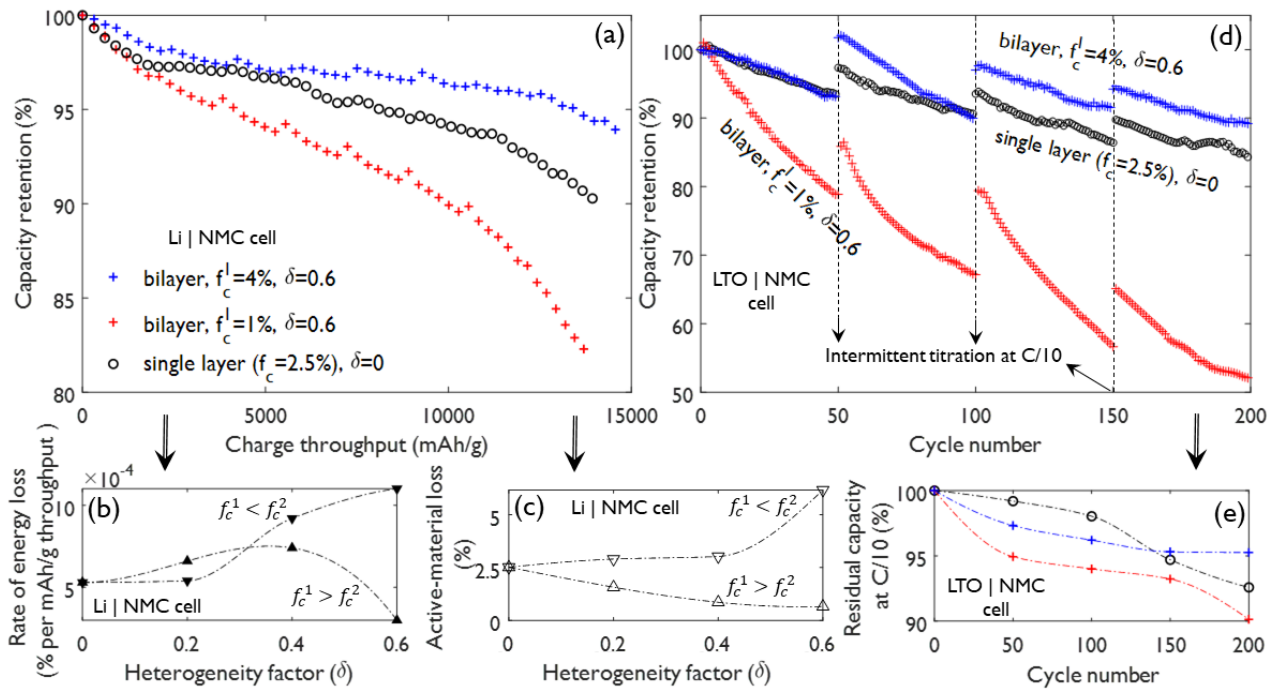 (a)
Capacity retention (%)
100
95
90
85
80
Li | NMC cell
bilayer, f_c^I=4%, δ=0.6
bilayer, f_c^I=1%, δ=0.6
single layer (f_c=2.5%), δ=0
0 5000 10000 15000
Charge throughput (mAh/g)
(d)
Capacity retention (%)
100
90
80
70
60
50
bilayer, f_c^I=4%, δ=0.6
single layer (f_c=2.5%), δ=0
bilayer, f_c^I=1%, δ=0.6
LTO | NMC
cell
Intermittent titration at C/10
0 50 100 150 200
Cycle number
(b)
Rate of energy loss
(% per mAh/g throughput )
×10^-4
10
5
f_c^1 < f_c^2
f_c^1 > f_c^2
Li | NMC cell
0 0.2 0.4 0.6
Heterogeneity factor (δ)
(c)
Active-material loss
(%)
5
2.5
0
Li | NMC cell
f_c^1 < f_c^2
f_c^1 > f_c^2
0 0.2 0.4 0.6
Heterogeneity factor (δ)
(e)
Residual capacity
at C/10 (%)
100
95
90
LTO | NMC
cell
0 50 100 150 200
Cycle number